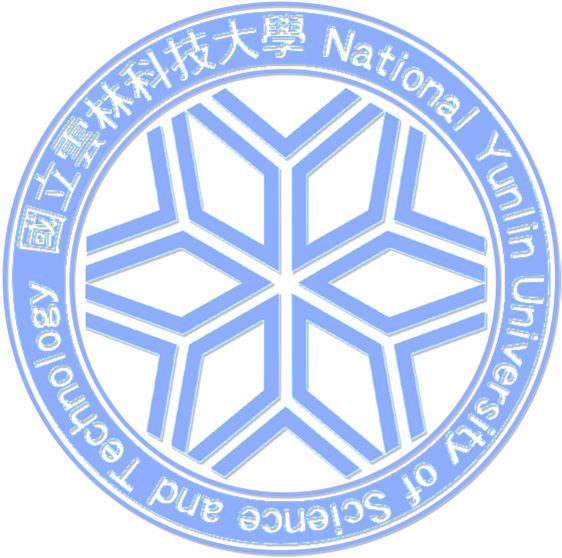 國立雲林科技大學 National Yunlin University of Science and Technology